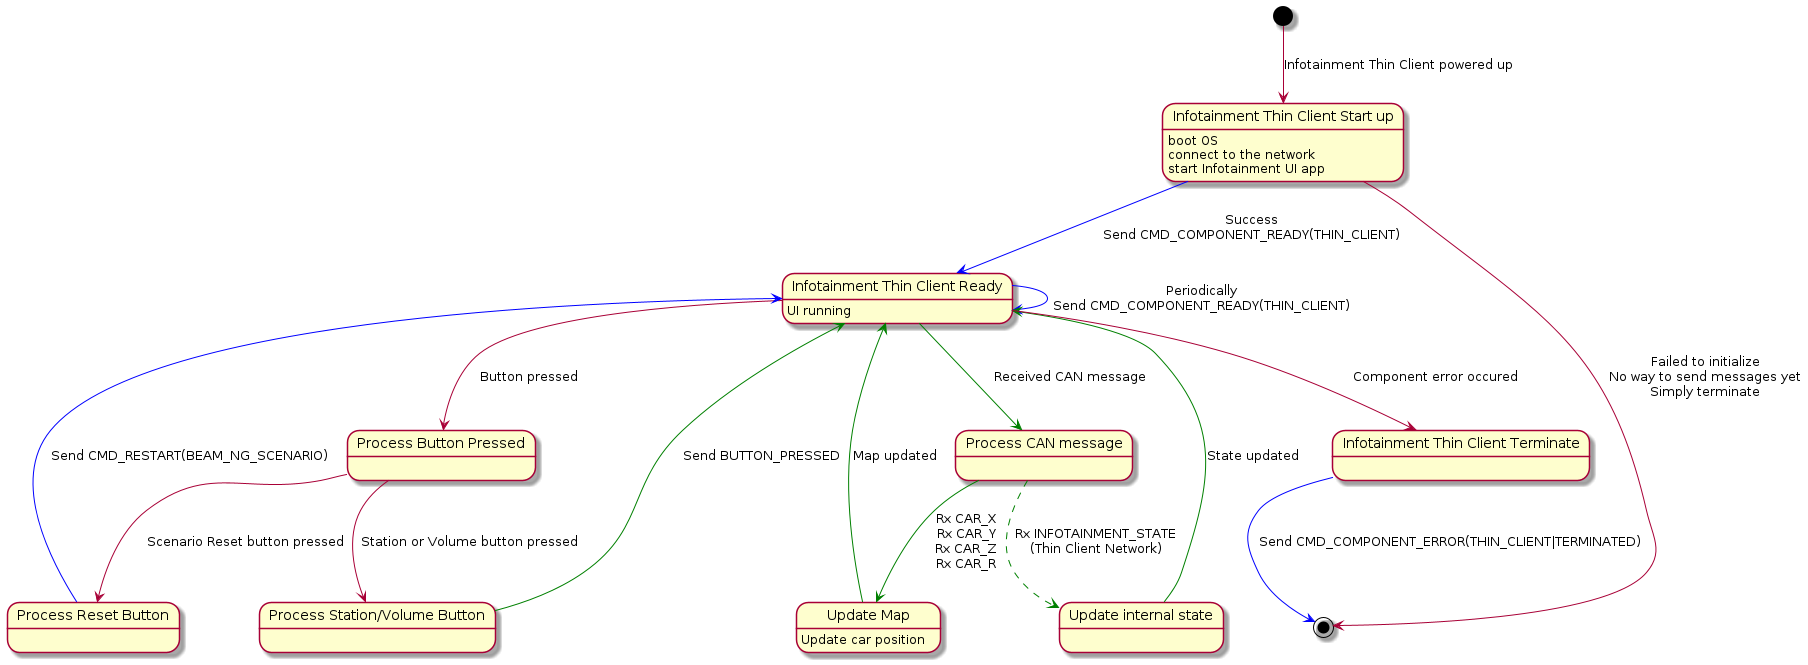 Infotainment Thin Client powered up
Infotainment Thin Client Start up
boot OS
connect to the network
start Infotainment UI app
Success
Send CMD_COMPONENT_READY(THIN_CLIENT)
Infotainment Thin Client Ready
UI running
Periodically
Send CMD_COMPONENT_READY(THIN_CLIENT)
Failed to initialize
No way to send messages yet
Simply terminate
Button pressed
Received CAN message
Component error occured
Process Button Pressed
Process CAN message
Infotainment Thin Client Terminate
Send CMD_RESTART(BEAM_NG_SCENARIO)
Send BUTTON_PRESSED
Map updated
State updated
Scenario Reset button pressed
Station or Volume button pressed
Rx CAR_X
Rx CAR_Y
Rx CAR_Z
Rx CAR_R
Rx INFOTAINMENT_STATE
(Thin Client Network)
Send CMD_COMPONENT_ERROR(THIN_CLIENT|TERMINATED)
Process Reset Button
Process Station/Volume Button
Update Map
Update car position
Update internal state